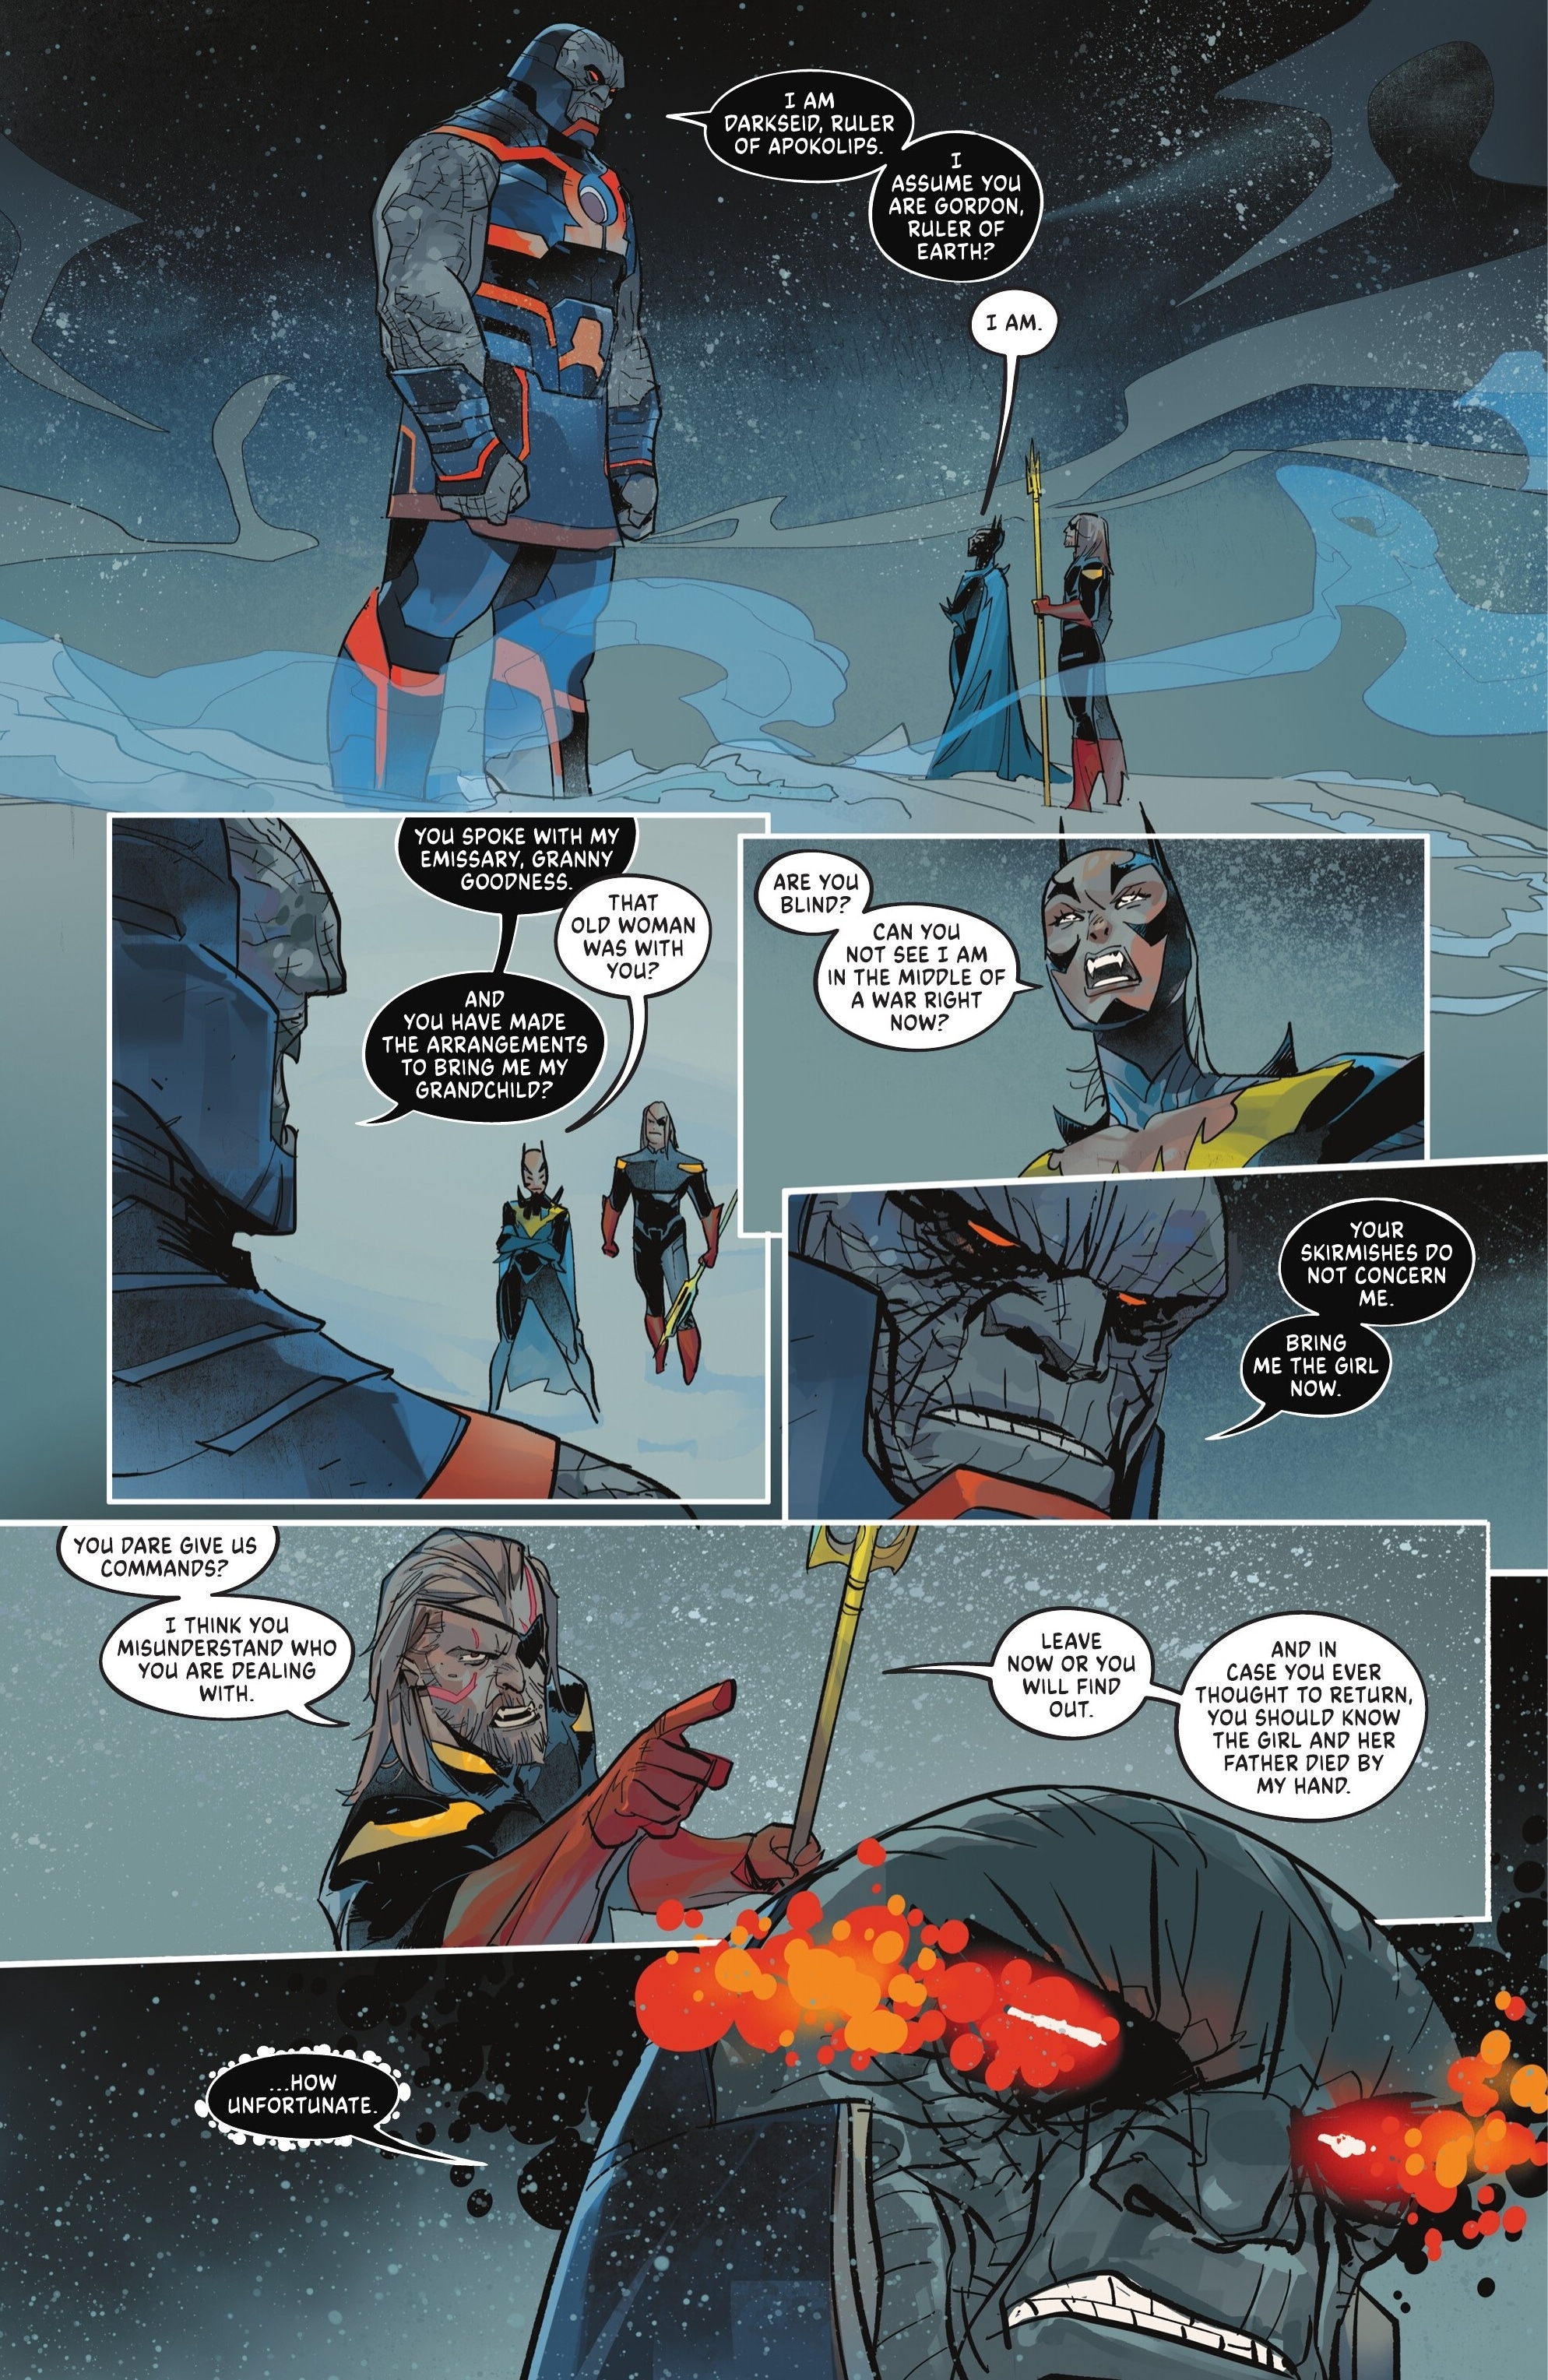 I AM
DARKSEID, RULER
OF APOKOLIPS.
I
ASSUME YOU
ARE GORDON,
RULER OF
EARTH?
I AM.
YOU SPOKE WITH MY
EMISSARY, GRANNY
GOODNESS.
THAT
OLD WOMAN
WAS WITH
YOU?
AND
YOU HAVE MADE
THE ARRANGEMENTS
TO BRING ME MY
GRANDCHILD?
ARE YOU
BLIND?
CAN YOU
NOT SEE I AM
IN THE MIDDLE OF
A WAR RIGHT
NOW?
YOUR
SKIRMISHES DO
NOT CONCERN
ME.
BRING
ME THE GIRL
NOW.
YOU DARE GIVE US
COMMANDS?
I THINK YOU
MISUNDERSTAND WHO
YOU ARE DEALING
WITH.
LEAVE
NOW OR YOU
WILL FIND
OUT.
AND IN
CASE YOU EVER
THOUGHT TO RETURN,
YOU SHOULD KNOW
THE GIRL AND HER
FATHER DIED BY
MY HAND.
...HOW
UNFORTUNATE.